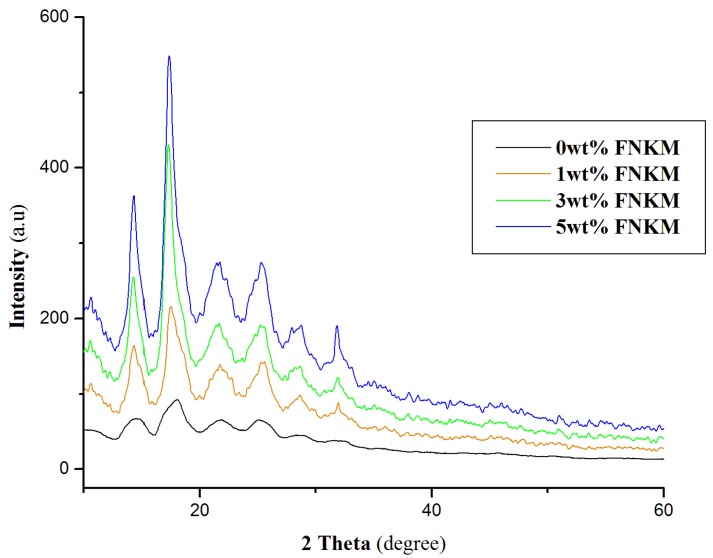 600
400
200
0
Intensity (a.u)
0wt% FNKM
1wt% FNKM
3wt% FNKM
5wt% FNKM
20
40
60
2 Theta (degree)